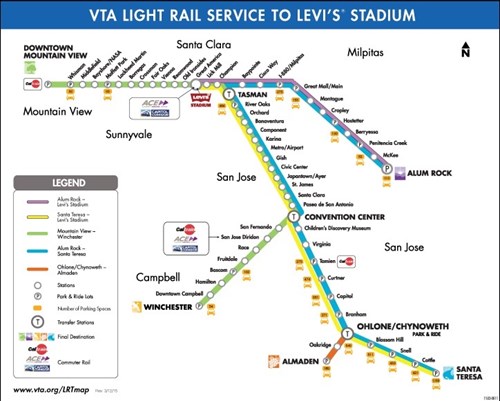 VTA LIGHT RAIL SERVICE TO LEVI'S® STADIUM
Santa Clara
Milpitas
N
DOWNTOWN
MOUNTAIN VIEW
Whisman
Middlefield
Bayshore/NASA
Moffett Park
Lockheed Martin
Borregas
Crossman
Fair Oaks
Vienna
Reamwood
Old Ironsides
Great America
Lick Mill
Champion
Baypointe
Cisco Way
I-880/Milpitas
Great Mall/Main
Montague
Cropley
Hostetter
Berryessa
Penitencia Creek
McKee
ALUM ROCK
Mountain View
Sunnyvale
ACE
LEVI'S
STADIUM
TASMAN
River Oaks
Orchard
Bonaventura
Component
Karina
Metro/Airport
Gish
Civic Center
Japantown/Ayer
St. James
Santa Clara
Paseo de San Antonio
San Jose
CONVENTION CENTER
Children's Discovery Museum
San Jose
Virginia
Tamien
Curtner
Capitol
Branham
OHLONE/CHYNOWETH
PARK & RIDE
Blossom Hill
Snell
Cottle
SANTA
TERESA
Oakridge
ALMADEN
San Fernando
San Jose Diridon
Race
Fruitdale
Bascom
Hamilton
Downtown Campbell
WINCHESTER
Campbell
ACE
LEGEND
Alum Rock –
Levi's Stadium
Santa Teresa –
Levi's Stadium
Mountain View –
Winchester
Alum Rock –
Santa Teresa
Ohlone/Chynoweth –
Almaden
Stations
P Park & Ride Lots
Number of Parking Spaces
T Transfer Stations
Final Destination
Commuter Rail
ACE
www.vta.org/LRTmap